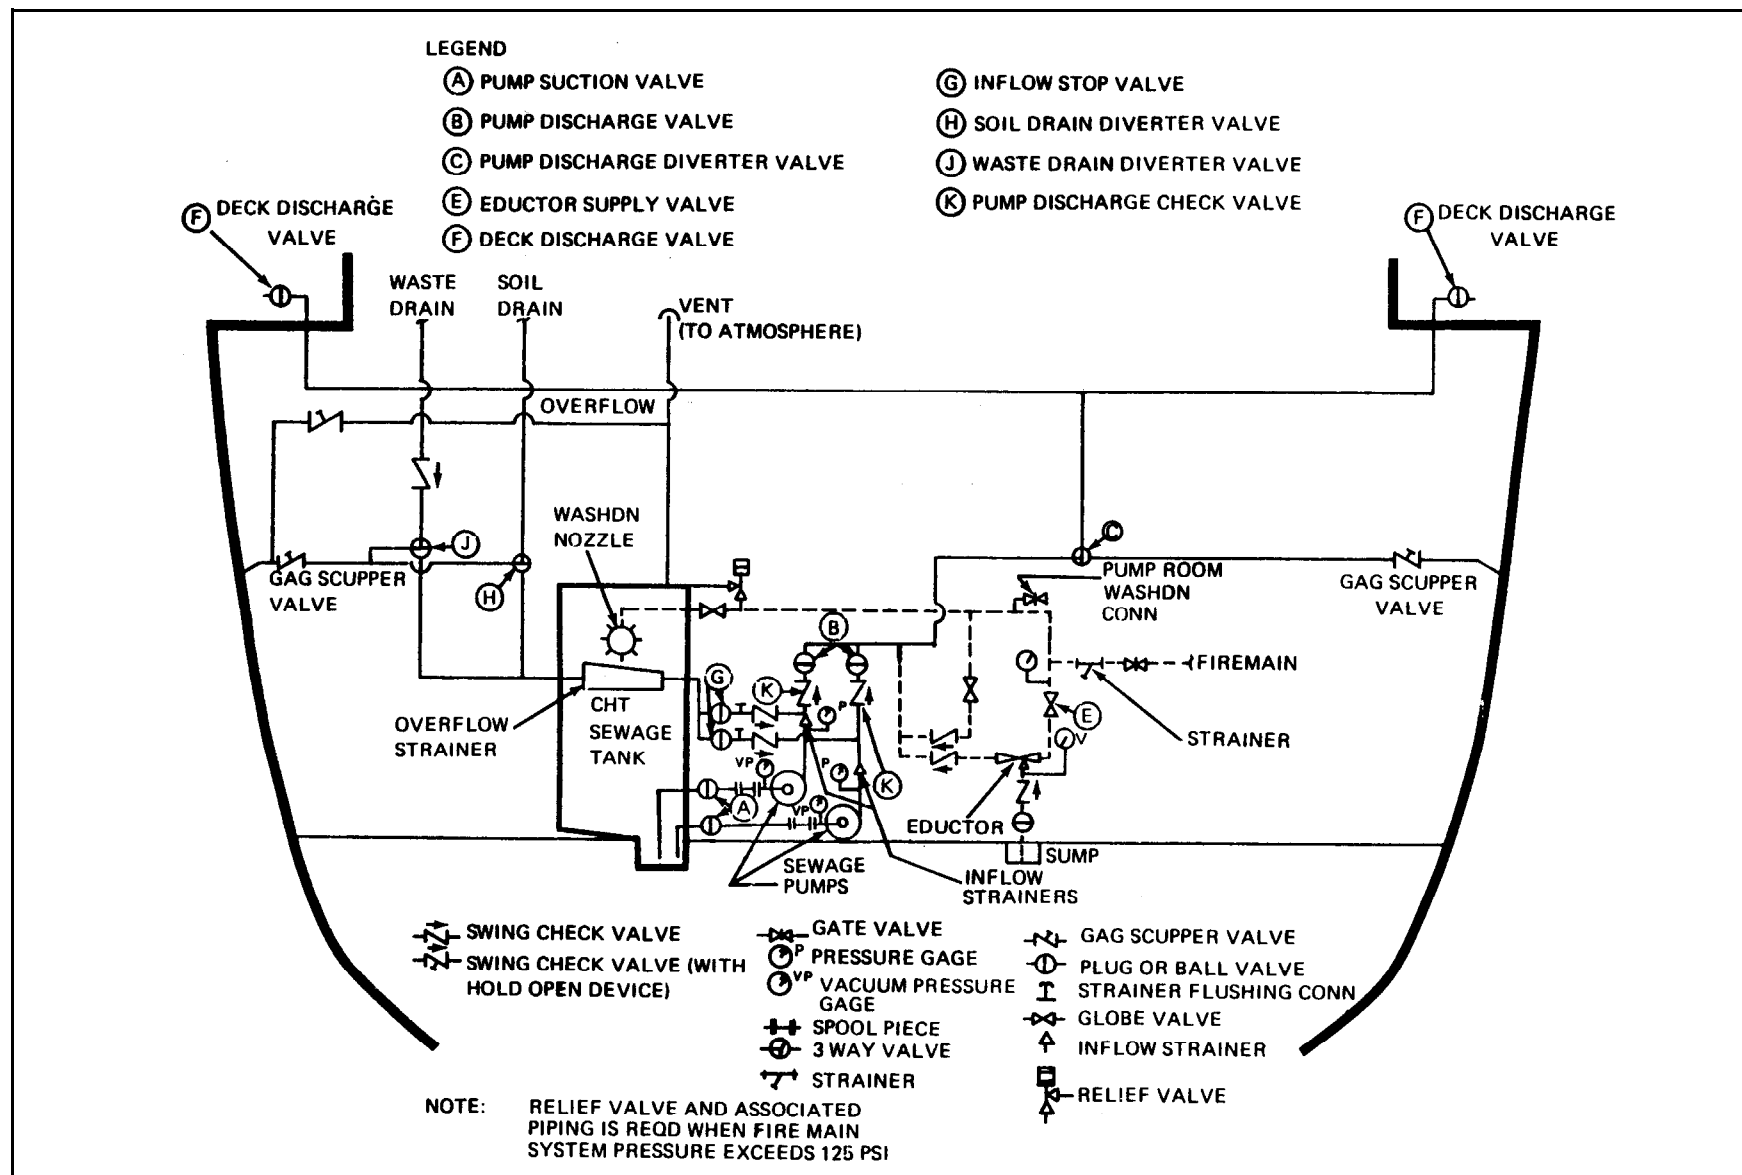 LEGEND
A PUMP SUCTION VALVE
B PUMP DISCHARGE VALVE
C PUMP DISCHARGE DIVERTER VALVE
E EDUCTOR SUPPLY VALVE
F DECK DISCHARGE VALVE
G INFLOW STOP VALVE
H SOIL DRAIN DIVERTER VALVE
J WASTE DRAIN DIVERTER VALVE
K PUMP DISCHARGE CHECK VALVE
F DECK DISCHARGE
VALVE
F DECK DISCHARGE
VALVE
WASTE
DRAIN
SOIL
DRAIN
VENT
(TO ATMOSPHERE)
OVERFLOW
WASHDN
NOZZLE
J
H
GAG SCUPPER
VALVE
C
PUMP ROOM
WASHDN
CONN
GAG SCUPPER
VALVE
B
G
K
P
FIREMAIN
E
V
STRAINER
OVERFLOW
STRAINER
CHT
SEWAGE
TANK
VP
P
K
A
VP
EDUCTOR
SUMP
SEWAGE
PUMPS
INFLOW
STRAINERS
SWING CHECK VALVE
SWING CHECK VALVE (WITH
HOLD OPEN DEVICE)
GATE VALVE
P PRESSURE GAGE
VP VACUUM PRESSURE
GAGE
SPOOL PIECE
3 WAY VALVE
STRAINER
GAG SCUPPER VALVE
PLUG OR BALL VALVE
STRAINER FLUSHING CONN
GLOBE VALVE
INFLOW STRAINER
RELIEF VALVE
NOTE: RELIEF VALVE AND ASSOCIATED
PIPING IS REQD WHEN FIRE MAIN
SYSTEM PRESSURE EXCEEDS 125 PSI